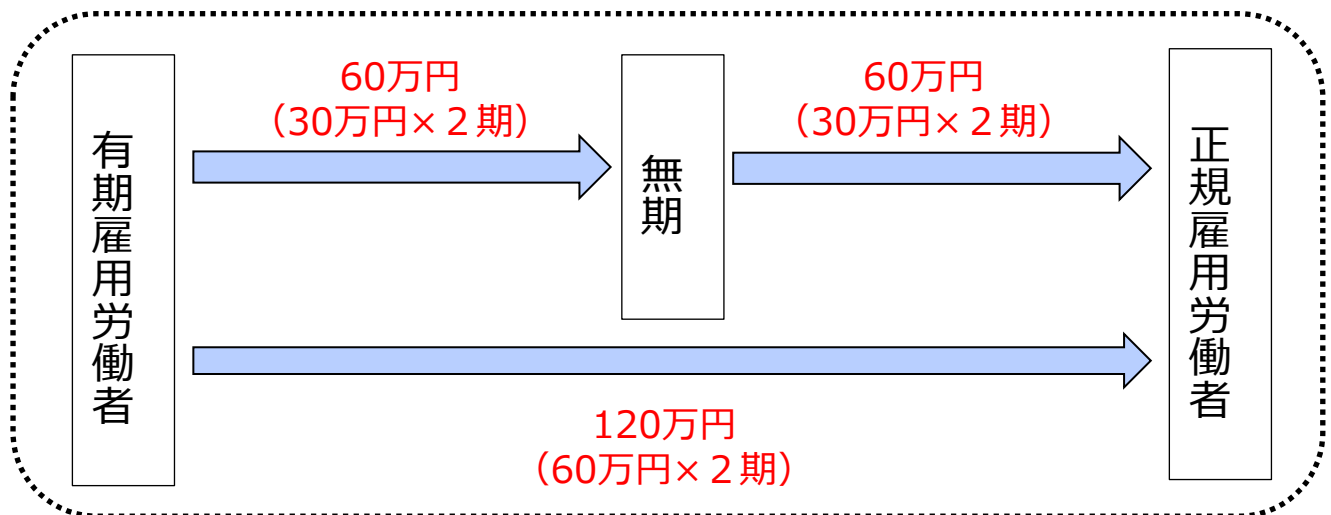 有期雇用労働者
60万円
（30万円×２期）
無期
60万円
（30万円×２期）
正規雇用労働者
120万円
（60万円×２期）